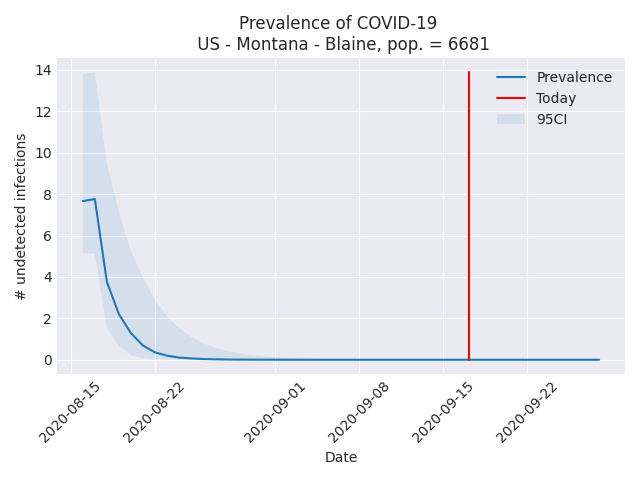 Prevalence of COVID-19
US - Montana - Blaine, pop. = 6681
# undetected infections
14
12
10
8
6
4
2
0
Prevalence
Today
95CI
2020-08-15
2020-08-22
2020-09-01
2020-09-08
2020-09-15
2020-09-22
Date